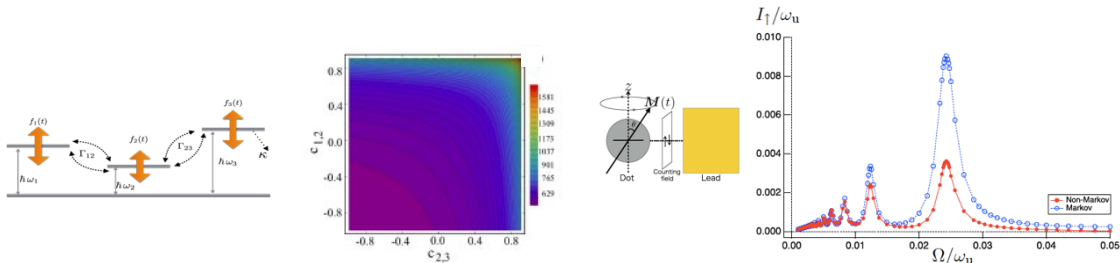 f₁(t)
f₂(t)
f₃(t)
Γ₁₂
Γ₂₃
κ
ħω₁
ħω₂
ħω₃
)
c₁,₂
0.8
0.4
0.0
-0.4
-0.8
-0.8 -0.4 0.0 0.4 0.8
c₂,₃
1581
1445
1309
1173
1037
901
765
629
z
M(t)
θ
Counting
field
Dot
Lead
I↑/ωᵤ
0.010
0.008
0.006
0.004
0.002
0.000
0.00 0.01 0.02 0.03 0.04 0.05
Ω/ωᵤ
Non-Markov
Markov